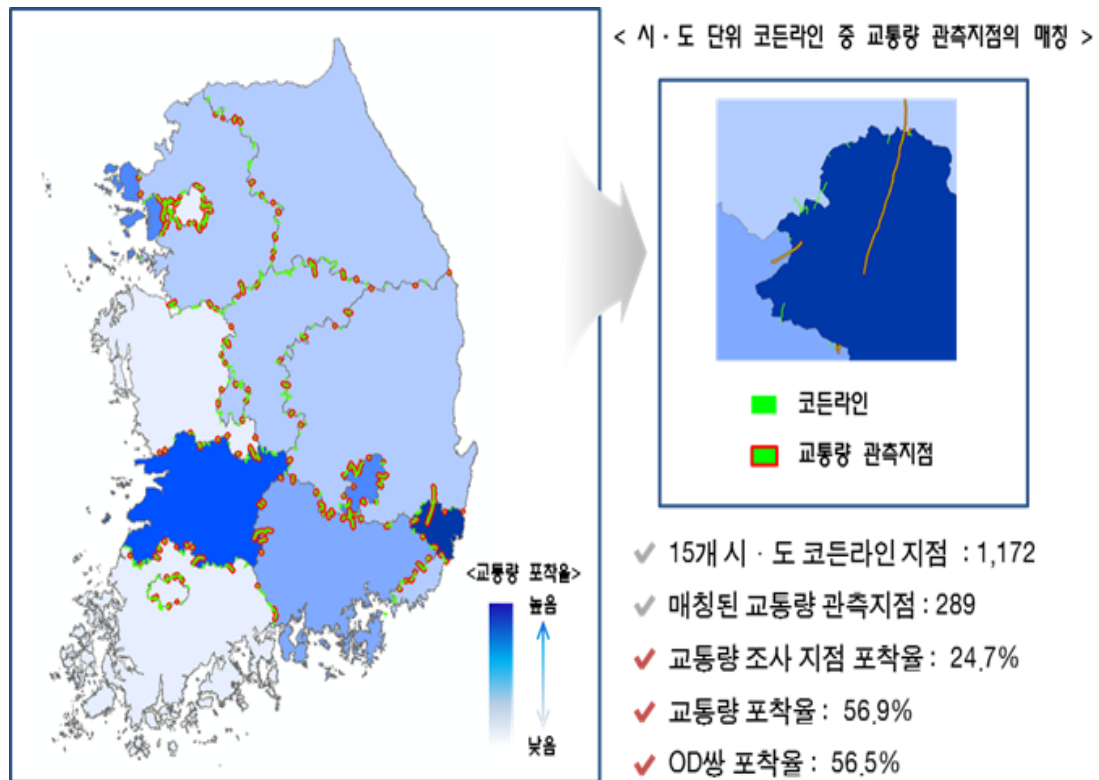 < 시·도 단위 코든라인 중 교통량 관측지점의 매칭 >
코든라인
교통량 관측지점
<교통량 포착율>
높음
낮음
15개 시·도 코든라인 지점 : 1,172
매칭된 교통량 관측지점 : 289
교통량 조사 지점 포착율 : 24.7%
교통량 포착율 : 56.9%
OD쌍 포착율 : 56.5%